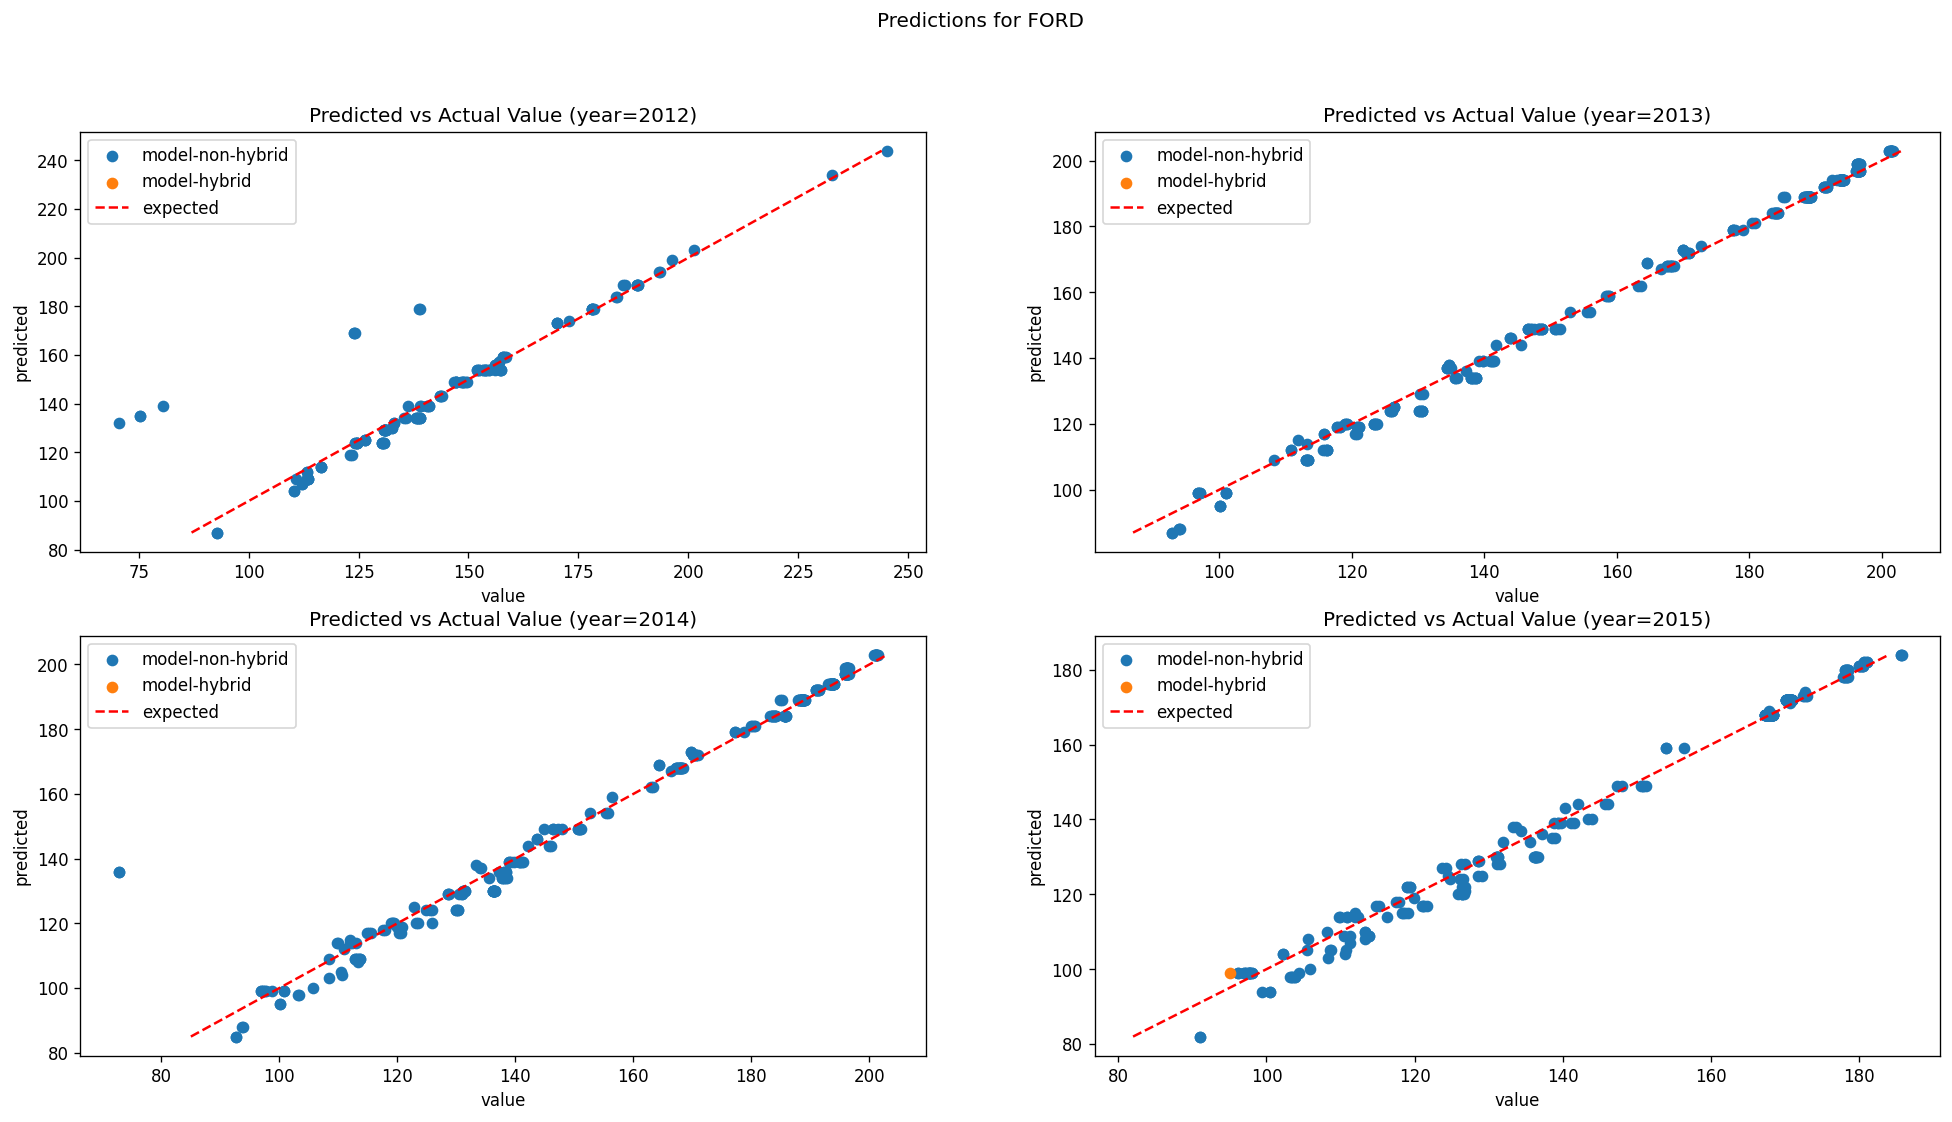 Predictions for FORD
Predicted vs Actual Value (year=2012)
model-non-hybrid
model-hybrid
expected
predicted
240
220
200
180
160
140
120
100
80
75 100 125 150 175 200 225 250
value
Predicted vs Actual Value (year=2013)
model-non-hybrid
model-hybrid
expected
predicted
200
180
160
140
120
100
100 120 140 160 180 200
value
Predicted vs Actual Value (year=2014)
model-non-hybrid
model-hybrid
expected
predicted
200
180
160
140
120
100
80
80 100 120 140 160 180 200
value
Predicted vs Actual Value (year=2015)
model-non-hybrid
model-hybrid
expected
predicted
180
160
140
120
100
80
80 100 120 140 160 180
value